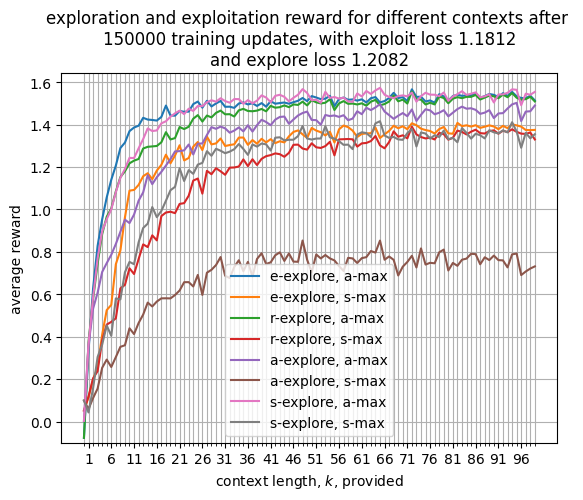 exploration and exploitation reward for different contexts after
150000 training updates, with exploit loss 1.1812
and explore loss 1.2082
1.6
1.4
1.2
1.0
0.8
0.6
0.4
0.2
0.0
average reward
e-explore, a-max
e-explore, s-max
r-explore, a-max
r-explore, s-max
a-explore, a-max
a-explore, s-max
s-explore, a-max
s-explore, s-max
1 6 11 16 21 26 31 36 41 46 51 56 61 66 71 76 81 86 91 96
context length, k, provided